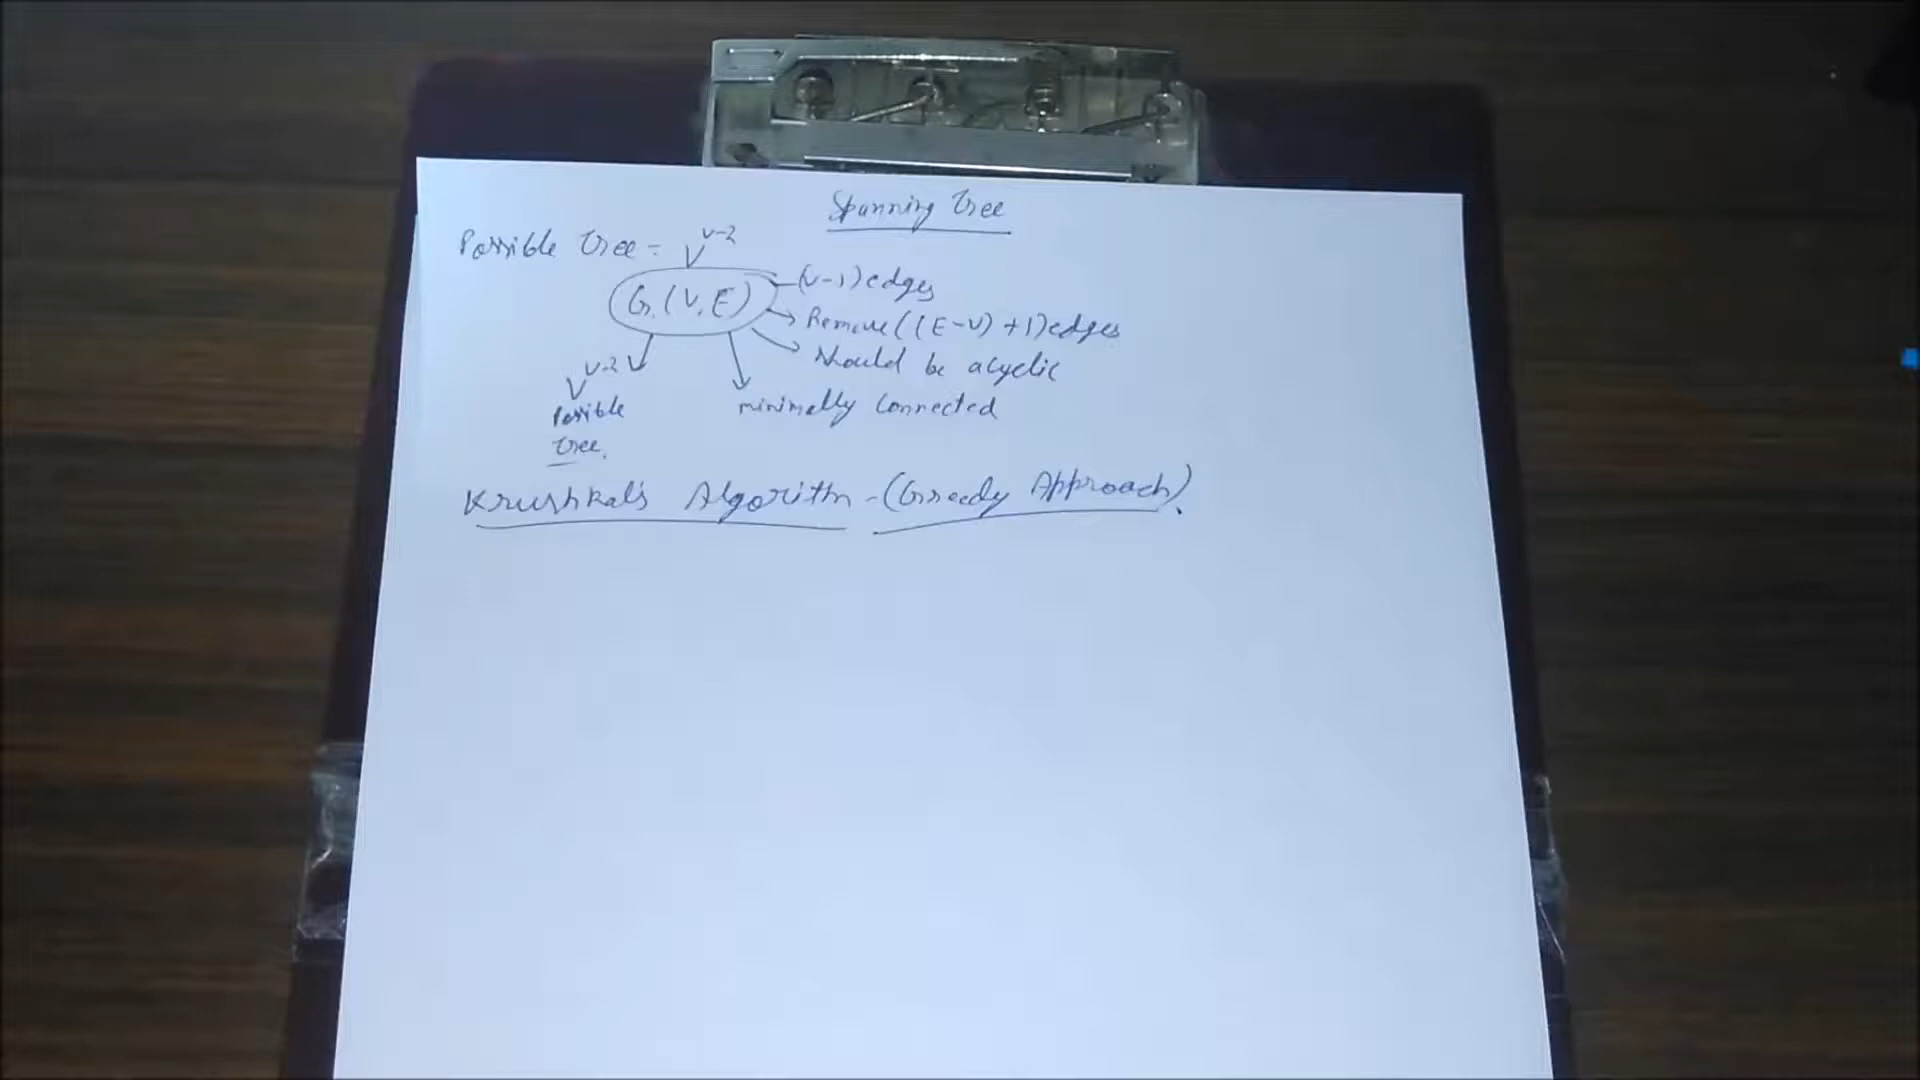 Spanning Tree
Possible Tree = V^v-2
G(V,E)
(v-1) edges
Remove ((E-V) +1) edges
Should be acyclic
minimally connected
V^v-2
Possible
Tree.
Krushkal's Algorithm - (Greedy Approach).